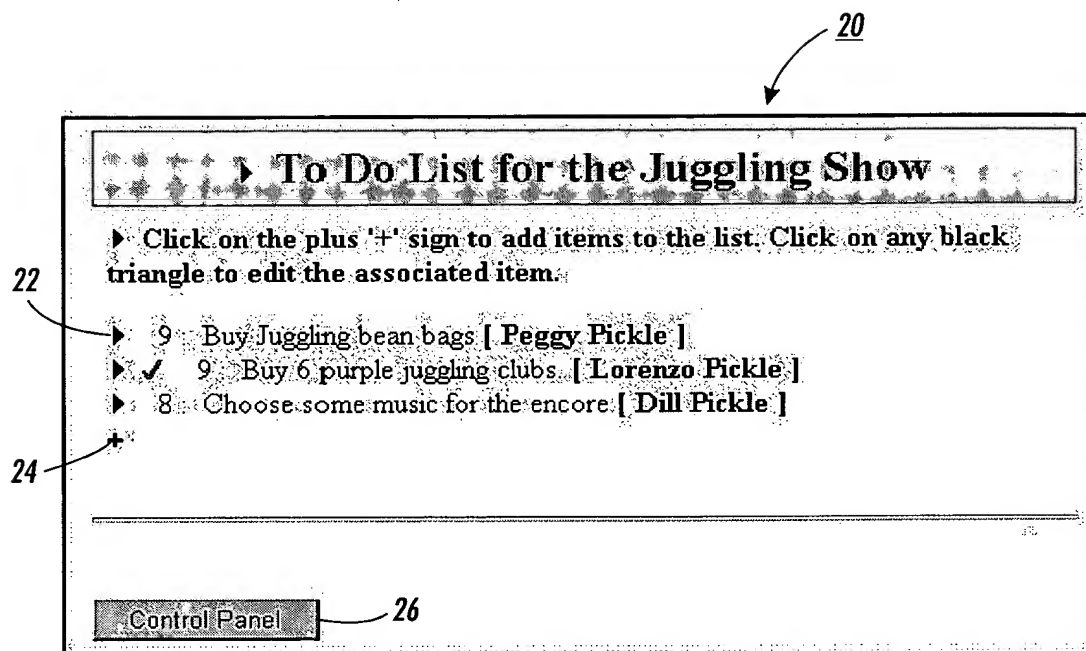 20
▶ To Do List for the Juggling Show
▶ Click on the plus '+' sign to add items to the list. Click on any black
triangle to edit the associated item.
22
▶ 9 Buy Juggling bean bags [ Peggy Pickle ]
▶ ✓ 9 Buy 6 purple juggling clubs. [ Lorenzo Pickle ]
▶ 8 Choose some music for the encore [ Dill Pickle ]
+
24
Control Panel
26